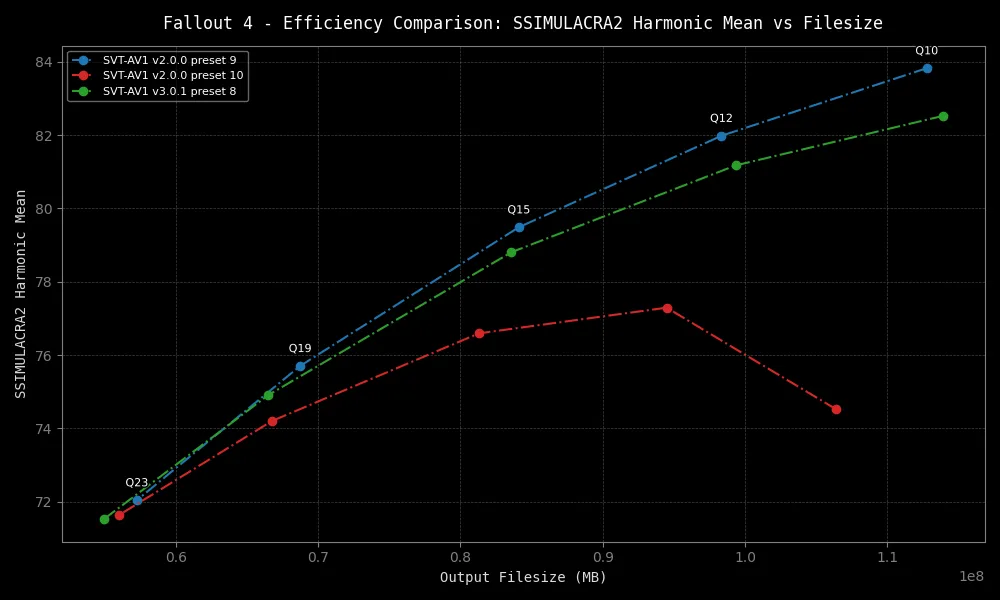 Fallout 4 - Efficiency Comparison: SSIMULACRA2 Harmonic Mean vs Filesize
SVT-AV1 v2.0.0 preset 9
SVT-AV1 v2.0.0 preset 10
SVT-AV1 v3.0.1 preset 8
Q10
Q12
Q15
Q19
Q23
84
82
80
78
76
74
72
SSIMULACRA2 Harmonic Mean
0.6 0.7 0.8 0.9 1.0 1.1
1e8
Output Filesize (MB)